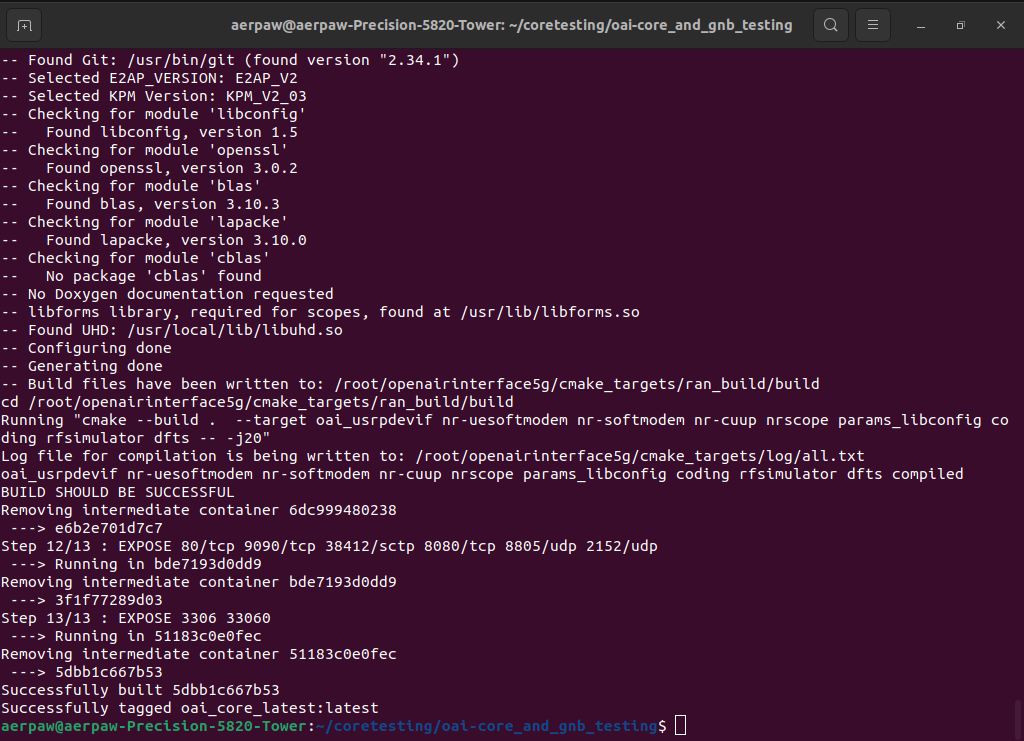 aerpaw@aerpaw-Precision-5820-Tower: ~/coretesting/oai-core_and_gnb_testing
-- Found Git: /usr/bin/git (found version "2.34.1")
-- Selected E2AP_VERSION: E2AP_V2
-- Selected KPM Version: KPM_V2_03
-- Checking for module 'libconfig'
--   Found libconfig, version 1.5
-- Checking for module 'openssl'
--   Found openssl, version 3.0.2
-- Checking for module 'blas'
--   Found blas, version 3.10.3
-- Checking for module 'lapacke'
--   Found lapacke, version 3.10.0
-- Checking for module 'cblas'
--   No package 'cblas' found
-- No Doxygen documentation requested
-- libforms library, required for scopes, found at /usr/lib/libforms.so
-- Found UHD: /usr/local/lib/libuhd.so
-- Configuring done
-- Generating done
-- Build files have been written to: /root/openairinterface5g/cmake_targets/ran_build/build
cd /root/openairinterface5g/cmake_targets/ran_build/build
Running "cmake --build .  --target oai_usrpdevif nr-uesoftmodem nr-softmodem nr-cuup nrscope params_libconfig co
ding rfsimulator dfts -- -j20"
Log file for compilation is being written to: /root/openairinterface5g/cmake_targets/log/all.txt
oai_usrpdevif nr-uesoftmodem nr-softmodem nr-cuup nrscope params_libconfig coding rfsimulator dfts compiled
BUILD SHOULD BE SUCCESSFUL
Removing intermediate container 6dc999480238
 ---> e6b2e701d7c7
Step 12/13 : EXPOSE 80/tcp 9090/tcp 38412/sctp 8080/tcp 8805/udp 2152/udp
 ---> Running in bde7193d0dd9
Removing intermediate container bde7193d0dd9
 ---> 3f1f77289d03
Step 13/13 : EXPOSE 3306 33060
 ---> Running in 51183c0e0fec
Removing intermediate container 51183c0e0fec
 ---> 5dbb1c667b53
Successfully built 5dbb1c667b53
Successfully tagged oai_core_latest:latest
aerpaw@aerpaw-Precision-5820-Tower:~/coretesting/oai-core_and_gnb_testing$